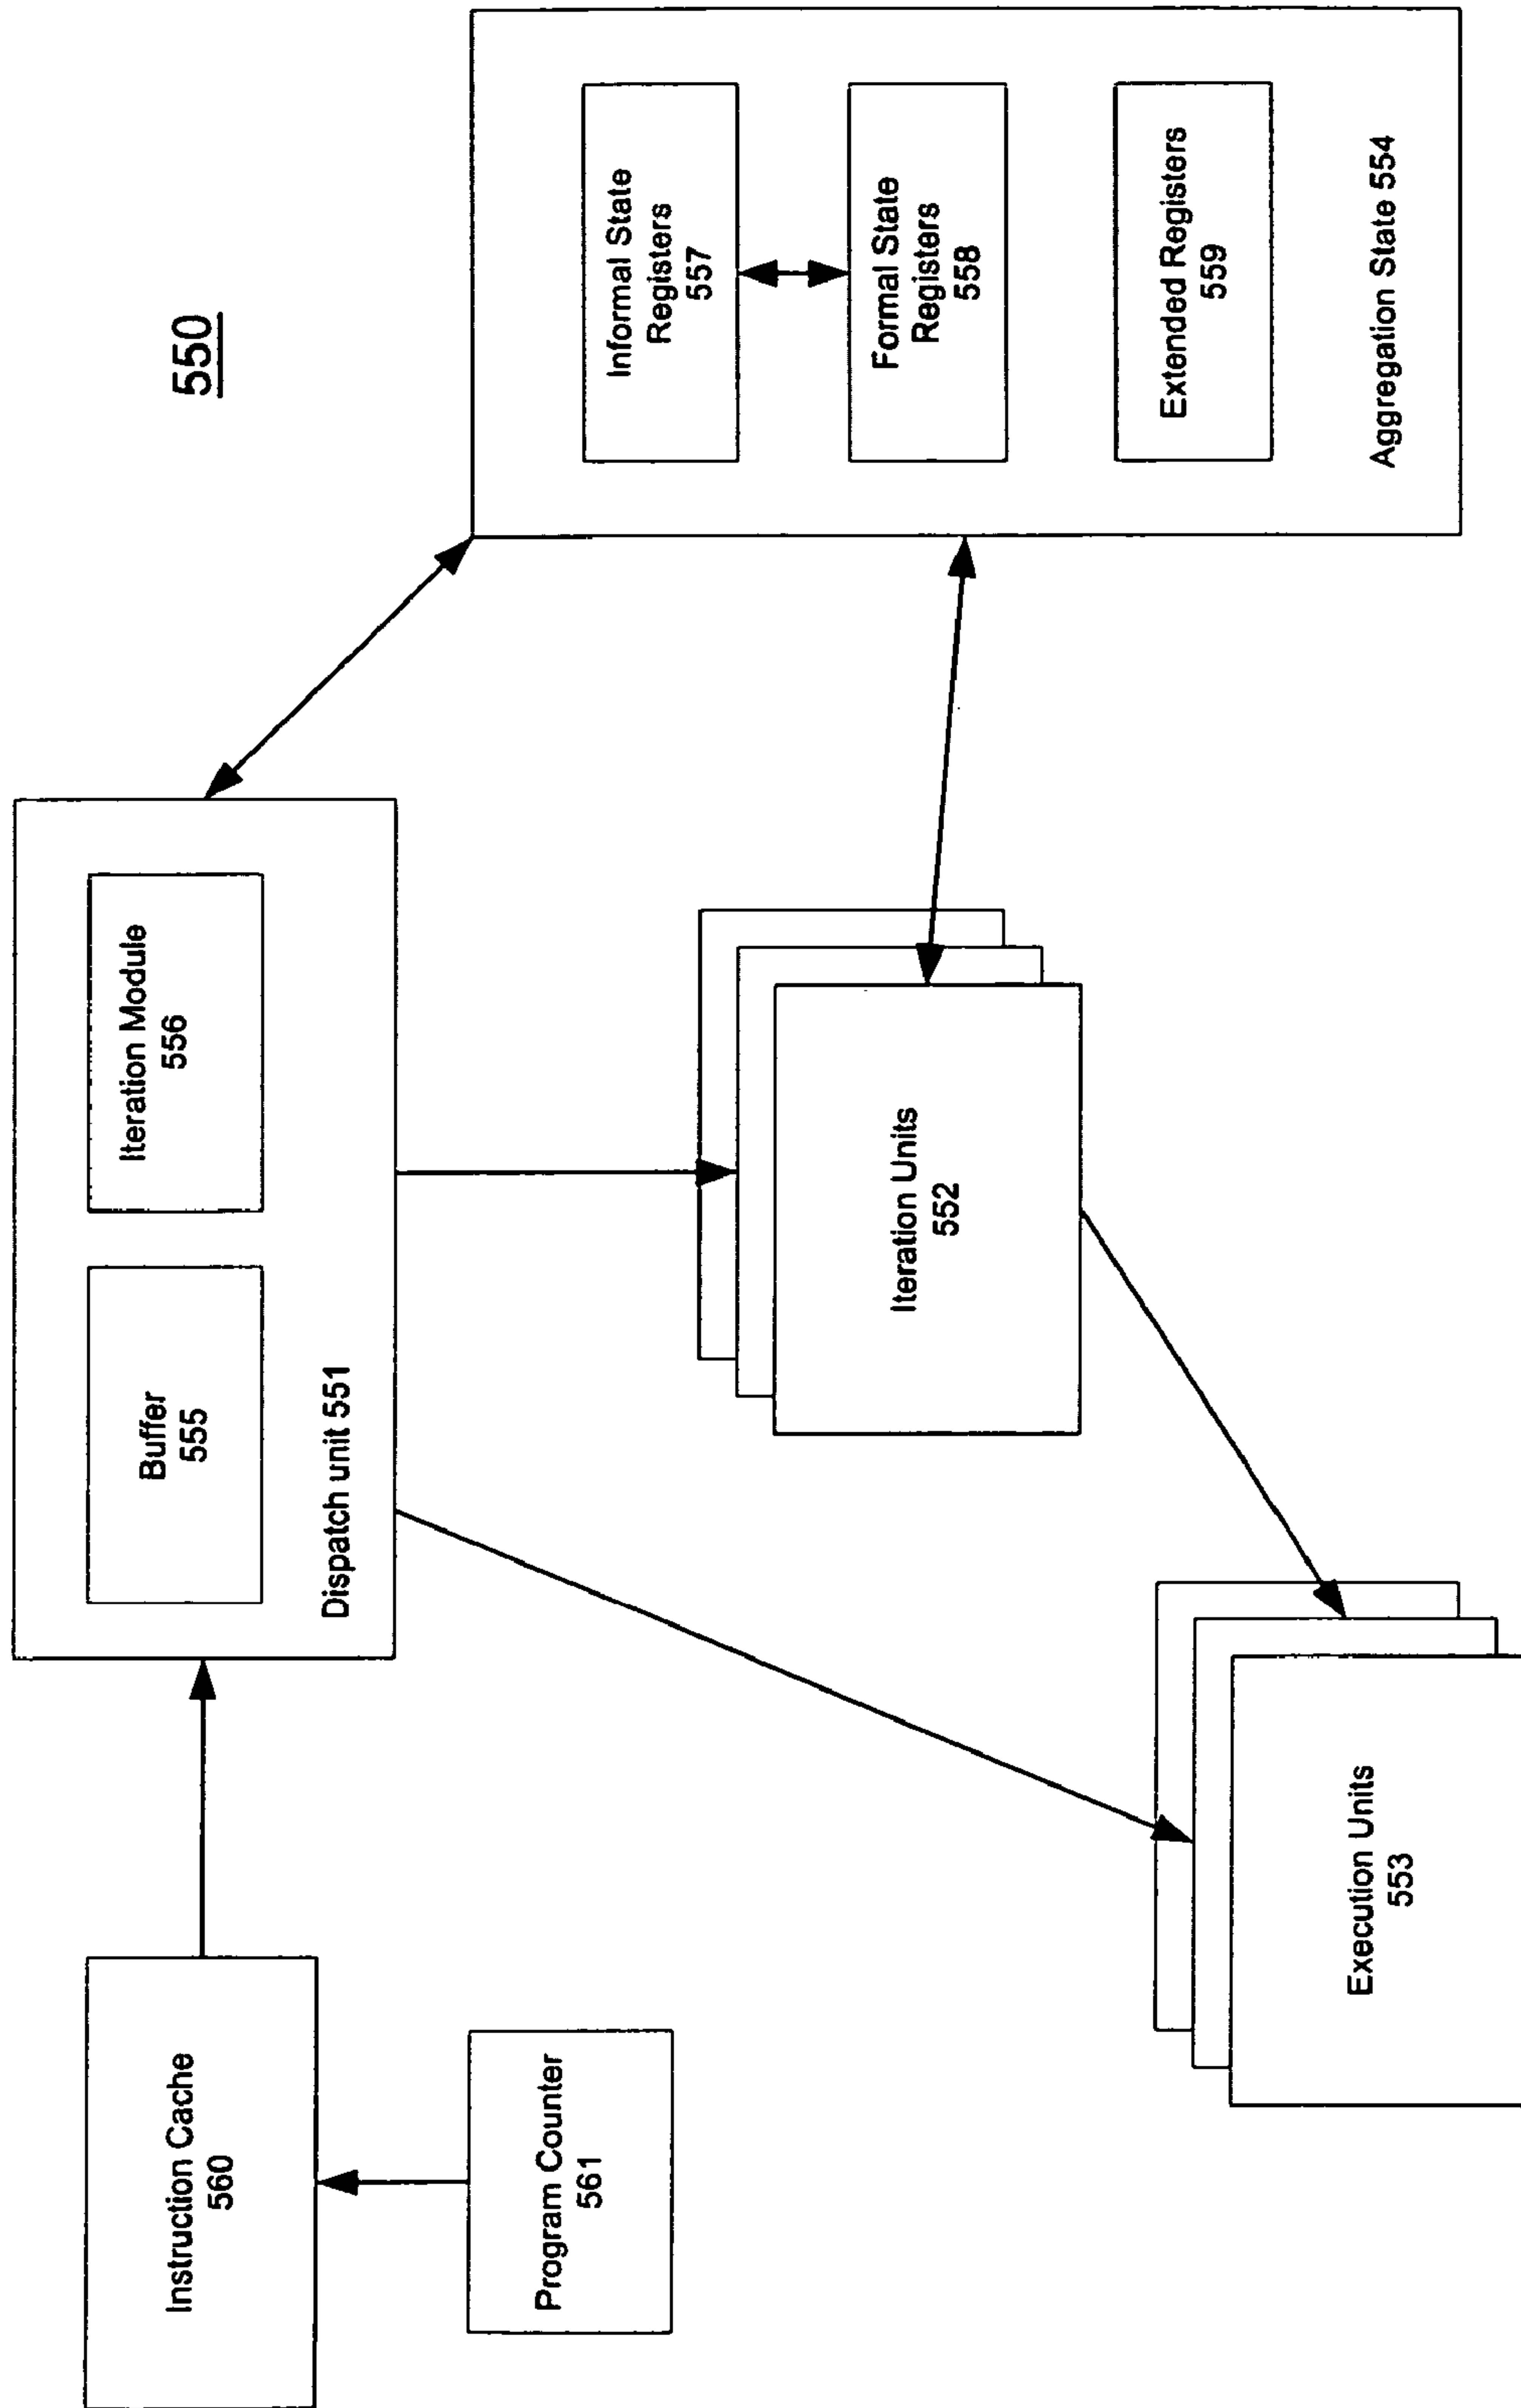 550
Instruction Cache
560
Program Counter
561
Buffer
555
Iteration Module
556
Dispatch unit 551
Iteration Units
552
Execution Units
553
Informal State
Registers
557
Formal State
Registers
558
Extended Registers
559
Aggregation State 554